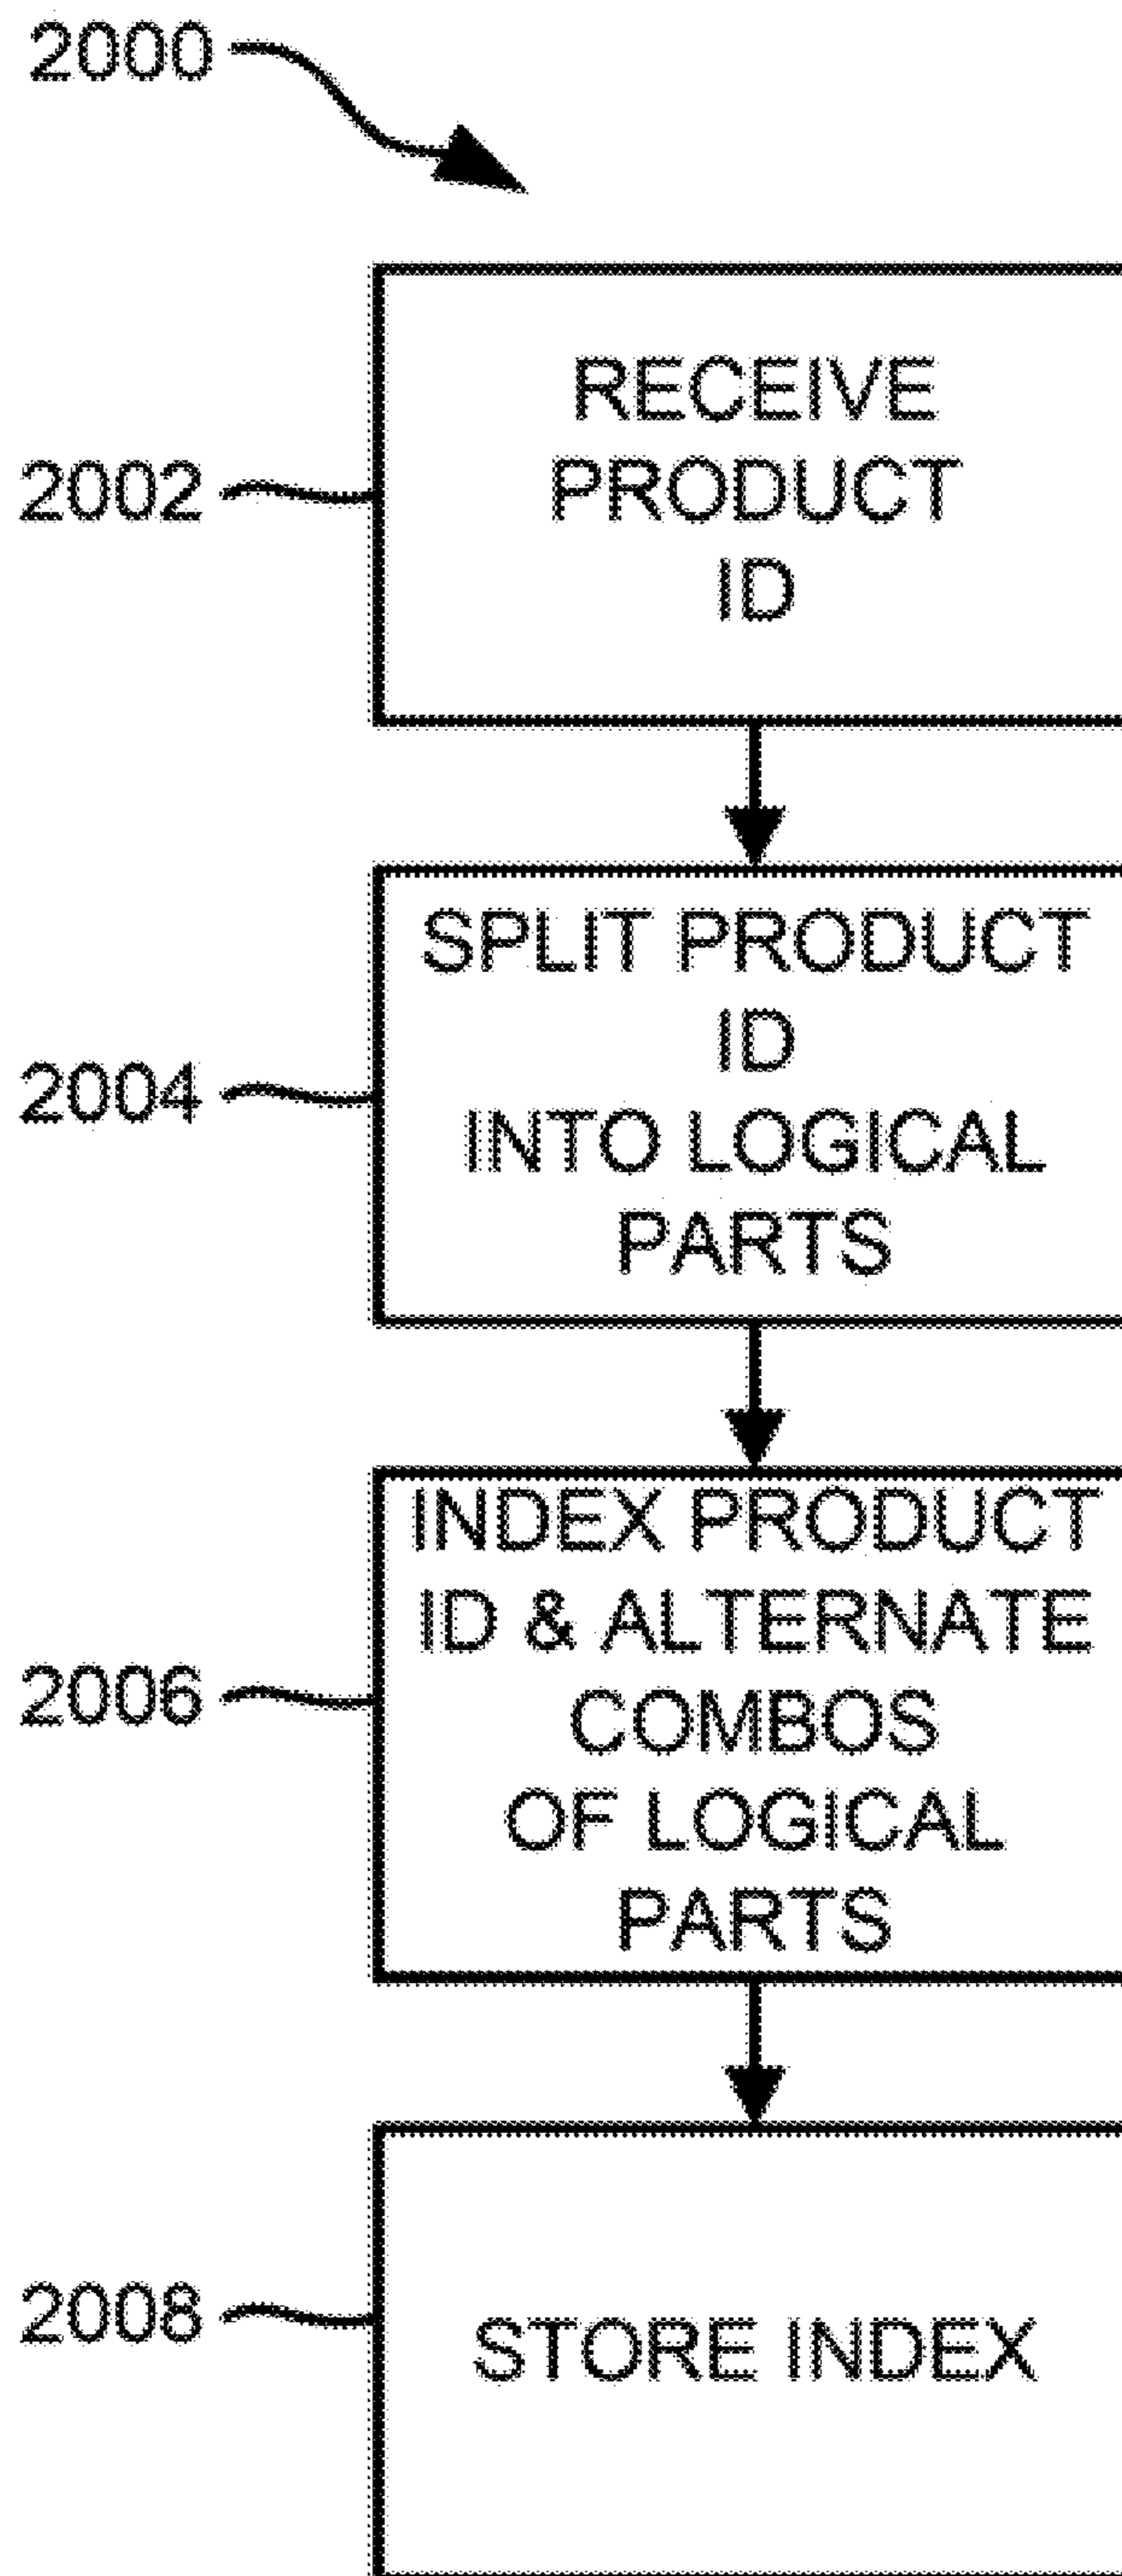 2000
2002
RECEIVE
PRODUCT
ID
2004
SPLIT PRODUCT
ID
INTO LOGICAL
PARTS
2006
INDEX PRODUCT
ID & ALTERNATE
COMBOS
OF LOGICAL
PARTS
2008
STORE INDEX